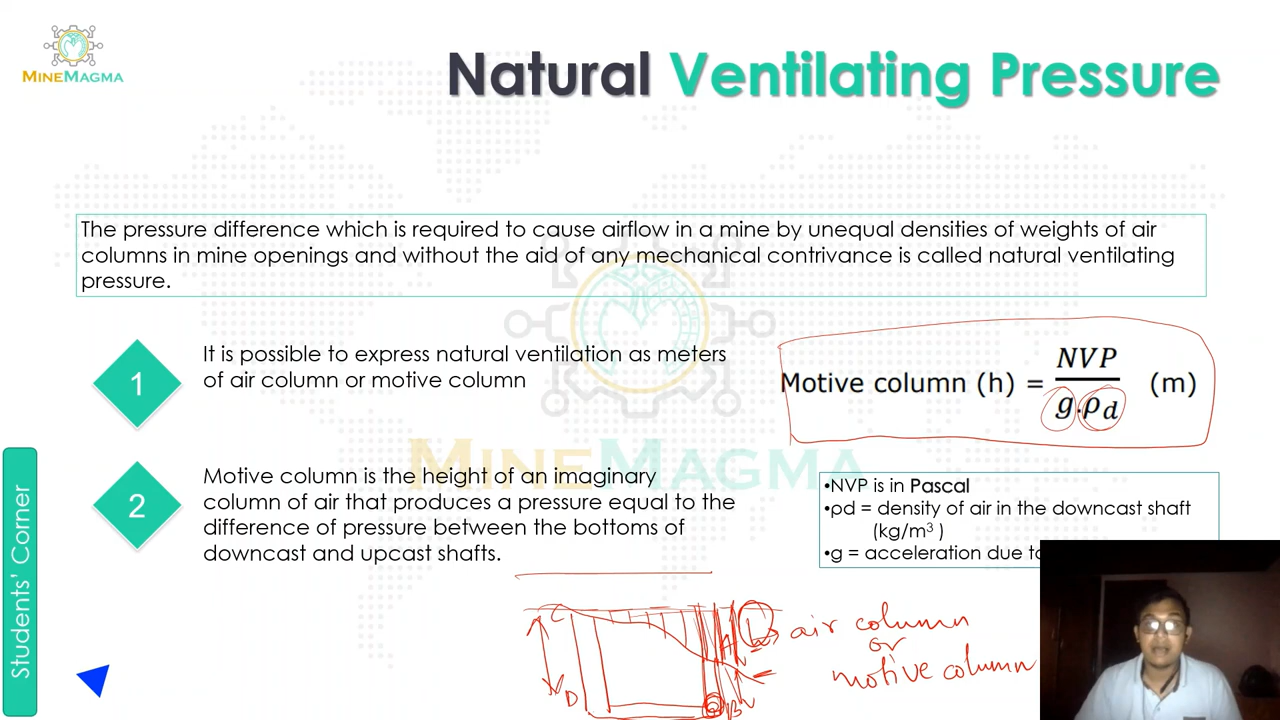 MINEMAGMA
Natural Ventilating Pressure
The pressure difference which is required to cause airflow in a mine by unequal densities of weights of air
columns in mine openings and without the aid of any mechanical contrivance is called natural ventilating
pressure.
1
It is possible to express natural ventilation as meters
of air column or motive column
Motive column (h) = NVP / g.ρd (m)
MINEMAGMA
2
Motive column is the height of an imaginary
column of air that produces a pressure equal to the
difference of pressure between the bottoms of
downcast and upcast shafts.
•NVP is in Pascal
•ρd = density of air in the downcast shaft
(kg/m³ )
•g = acceleration due
Students' Corner
C
A
L → air column
or
motive column
D
B